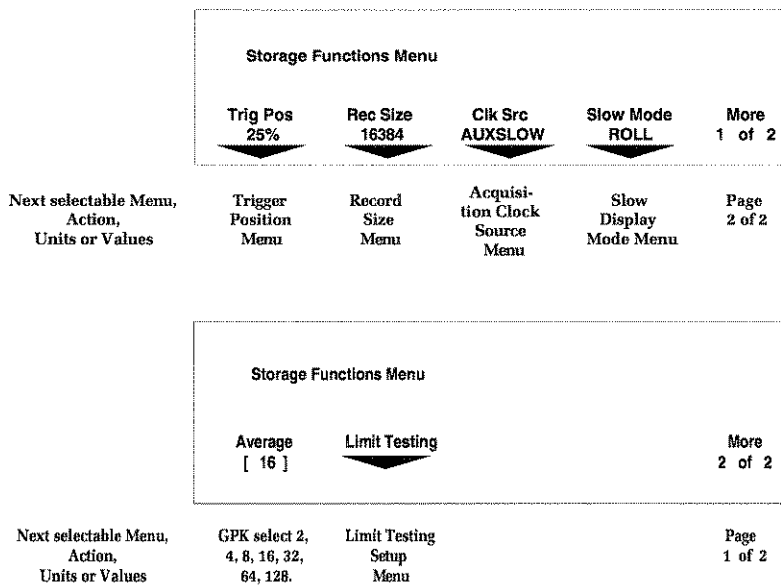 Storage Functions Menu
Trig Pos Rec Size Clk Src Slow Mode More
25% 16384 AUXSLOW ROLL 1 of 2
Next selectable Menu,
Action,
Units or Values
Trigger
Position
Menu
Record
Size
Menu
Acquisi-
tion Clock
Source
Menu
Slow
Display
Mode Menu
Page
2 of 2
Storage Functions Menu
Average Limit Testing More
[ 16 ] 2 of 2
Next selectable Menu,
Action,
Units or Values
GPK select 2,
4, 8, 16, 32,
64, 128.
Limit Testing
Setup
Menu
Page
1 of 2